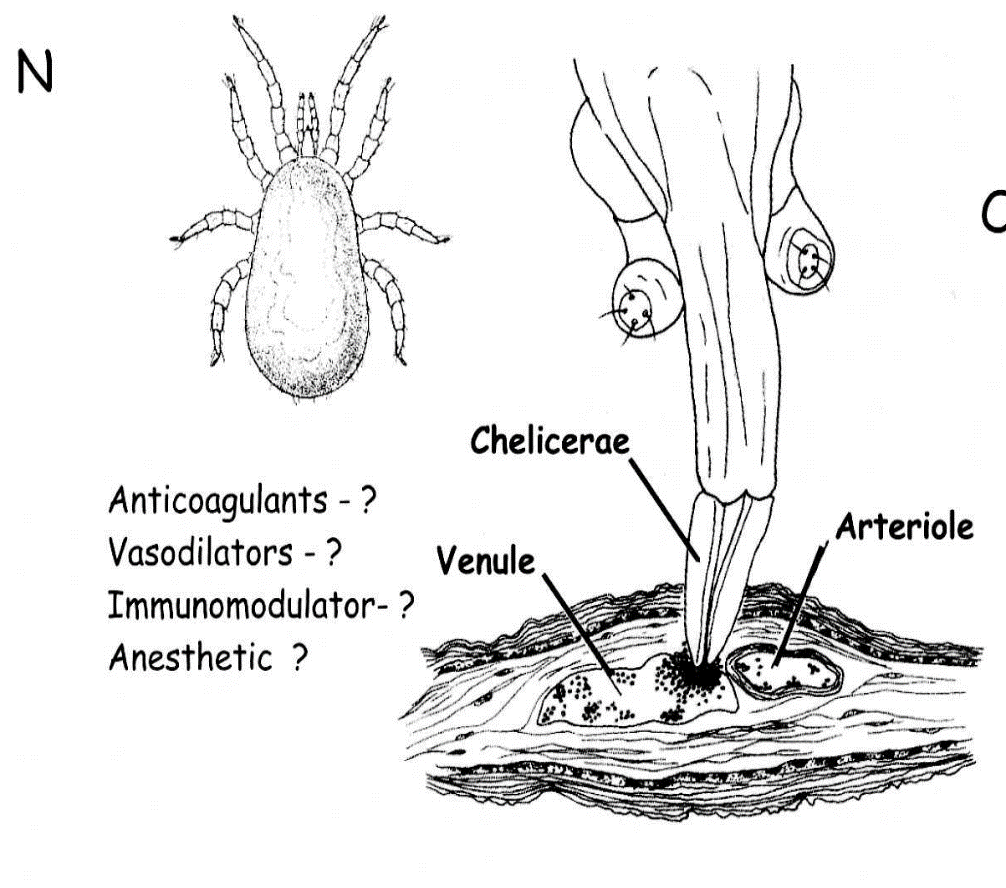 N
C
Chelicerae
Anticoagulants - ?
Arteriole
Vasodilators - ?
Venule
Immunomodulator- ?
Anesthetic ?